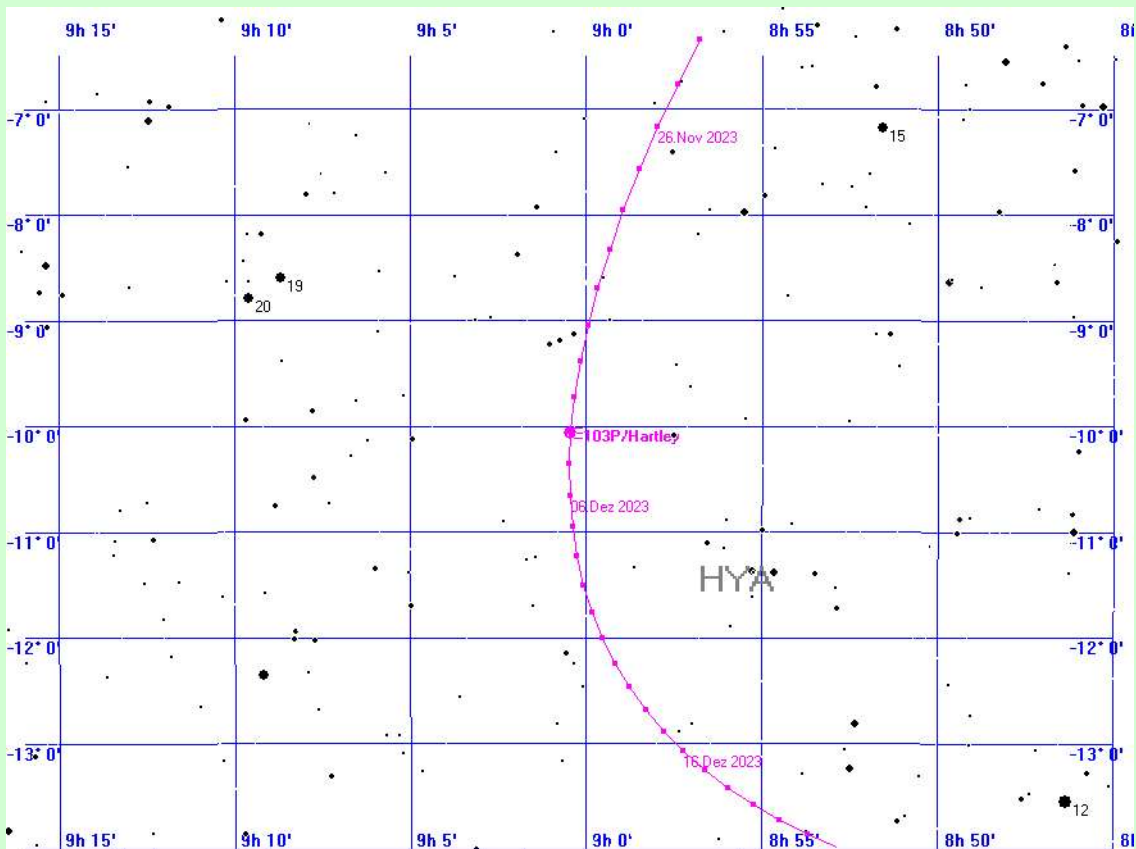 9h 15' 9h 10' 9h 5' 9h 0' 8h 55' 8h 50'
-7° 0' -7° 0'
26.Nov 2023
15
-8° 0' -8° 0'
19
20
-9° 0' -9° 0'
-10° 0' =103P/Hartley -10° 0'
06.Dez 2023
-11° 0' -11° 0'
HYA
-12° 0' -12° 0'
-13° 0' -13° 0'
16.Dez 2023
12
9h 15' 9h 10' 9h 5' 9h 0' 8h 55' 8h 50'